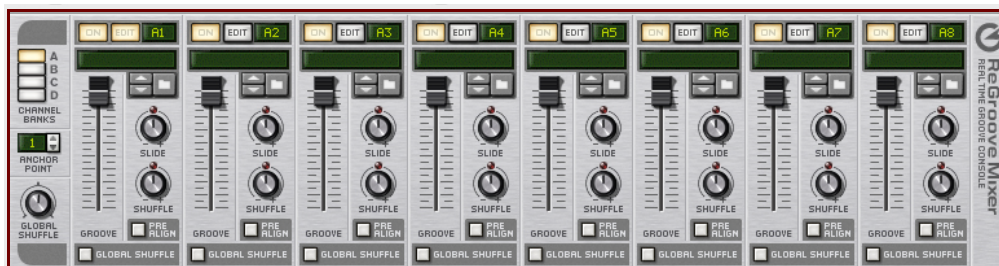 ON EDIT A1 ON EDIT A2 ON EDIT A3 ON EDIT A4 ON EDIT A5 ON EDIT A6 ON EDIT A7 ON EDIT A8
A
B
C
D
CHANNEL
BANKS
1
ANCHOR
POINT
GLOBAL
SHUFFLE
SLIDE SLIDE SLIDE SLIDE SLIDE SLIDE SLIDE SLIDE
SHUFFLE SHUFFLE SHUFFLE SHUFFLE SHUFFLE SHUFFLE SHUFFLE SHUFFLE
GROOVE PRE ALIGN GROOVE PRE ALIGN GROOVE PRE ALIGN GROOVE PRE ALIGN GROOVE PRE ALIGN GROOVE PRE ALIGN GROOVE PRE ALIGN GROOVE PRE ALIGN
GLOBAL SHUFFLE GLOBAL SHUFFLE GLOBAL SHUFFLE GLOBAL SHUFFLE GLOBAL SHUFFLE GLOBAL SHUFFLE GLOBAL SHUFFLE GLOBAL SHUFFLE
ReGroove Mixer
REAL TIME GROOVE CONSOLE